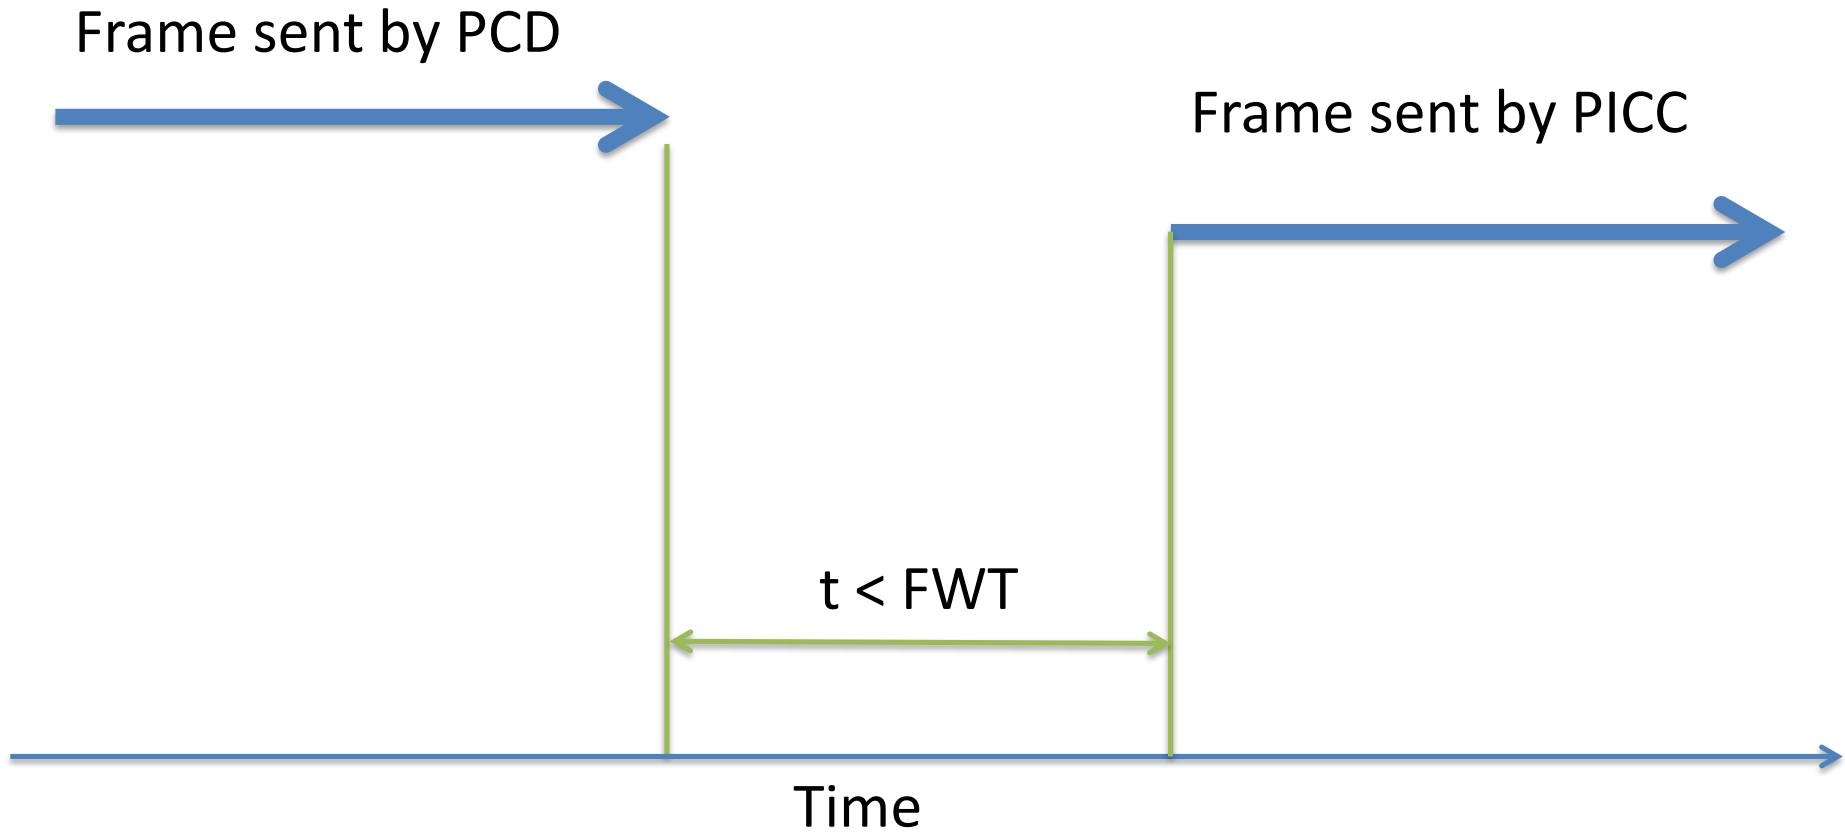 Frame sent by PCD
Frame sent by PICC
t < FWT
Time